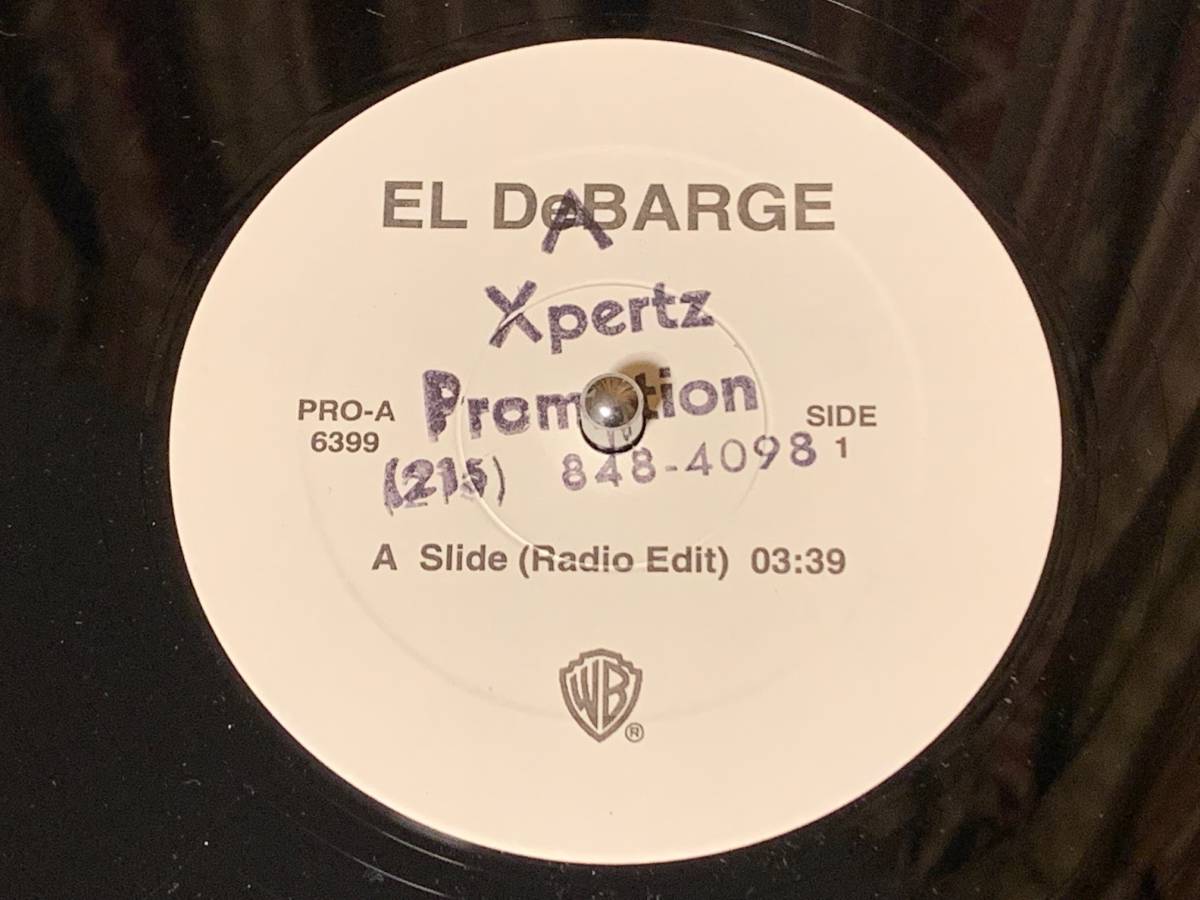 EL DeBARGE
A
Xpertz
Promotion
PRO-A
6399
SIDE
1
(215) 848-4098
A Slide (Radio Edit) 03:39
WB
®